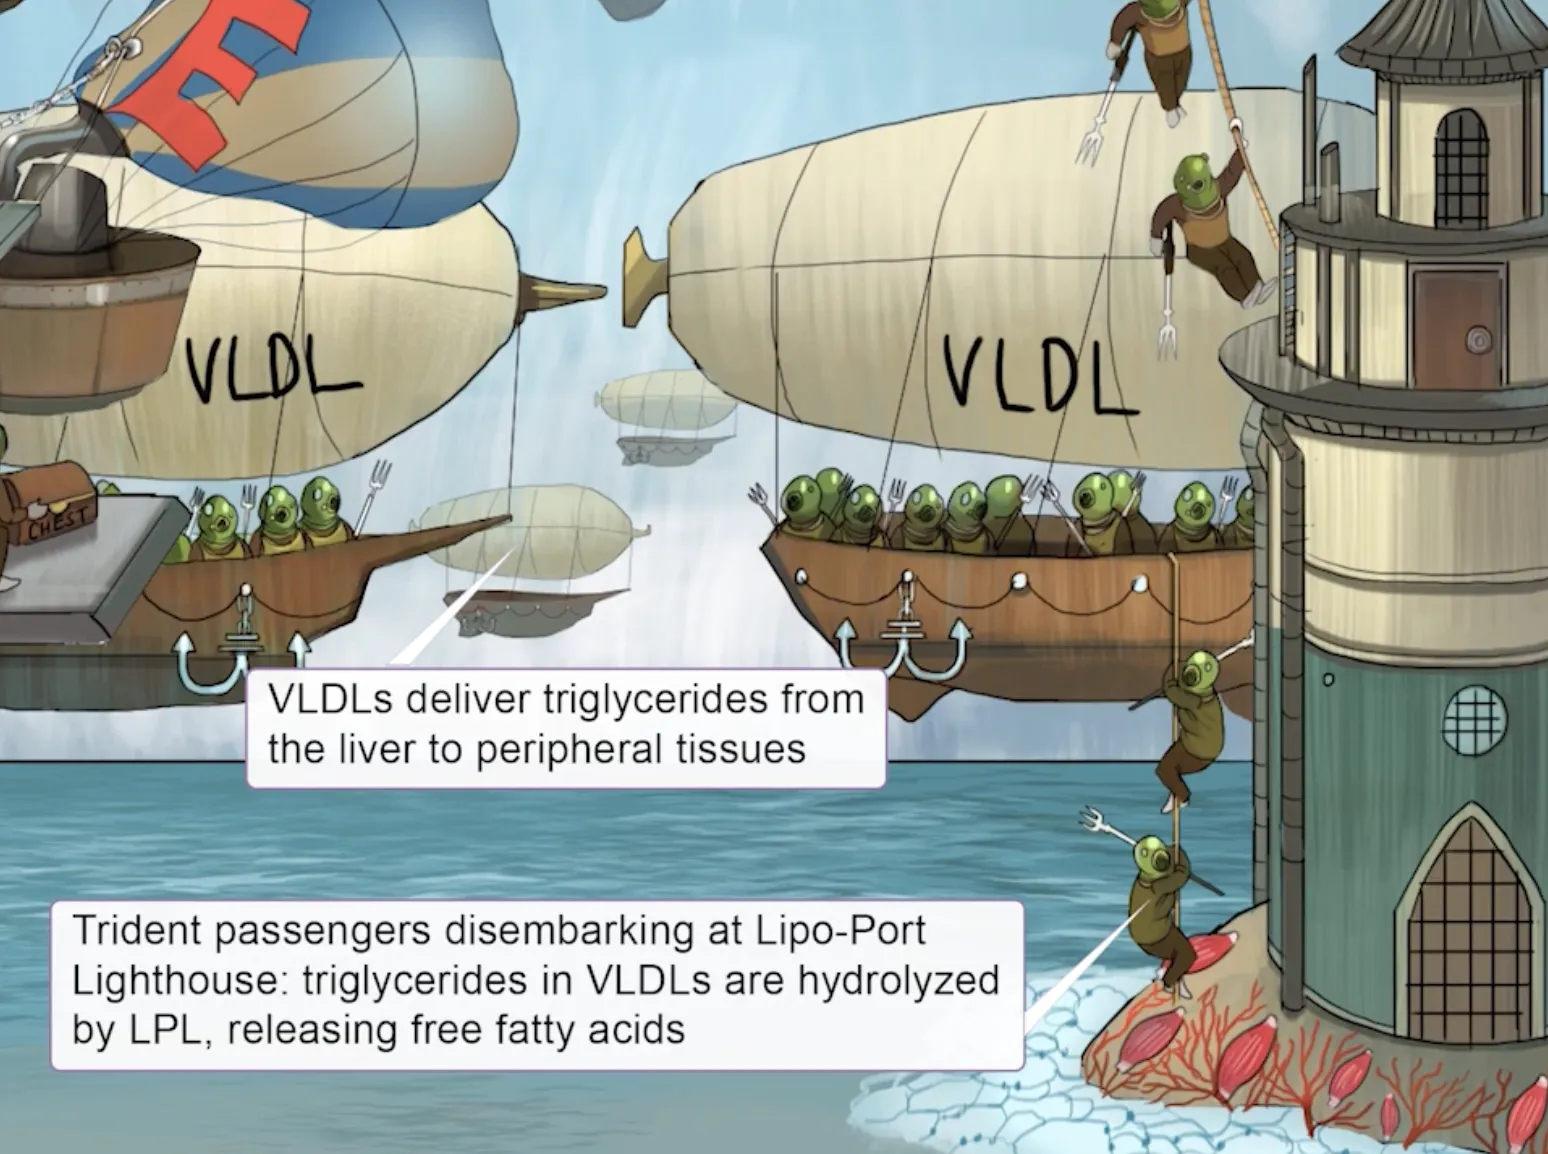 E
VLDL
VLDL
CHEST
VLDLs deliver triglycerides from
the liver to peripheral tissues
Trident passengers disembarking at Lipo-Port
Lighthouse: triglycerides in VLDLs are hydrolyzed
by LPL, releasing free fatty acids